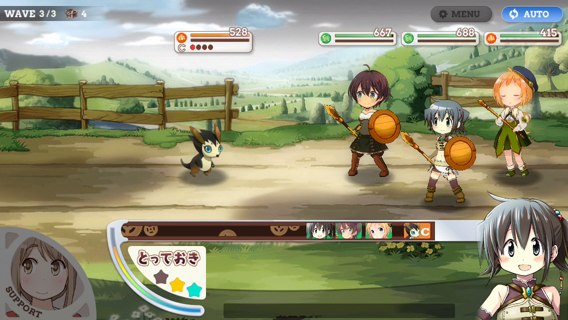 WAVE 3/3 4
MENU
AUTO
528
C
667
688
415
C
とっておき
SUPPORT